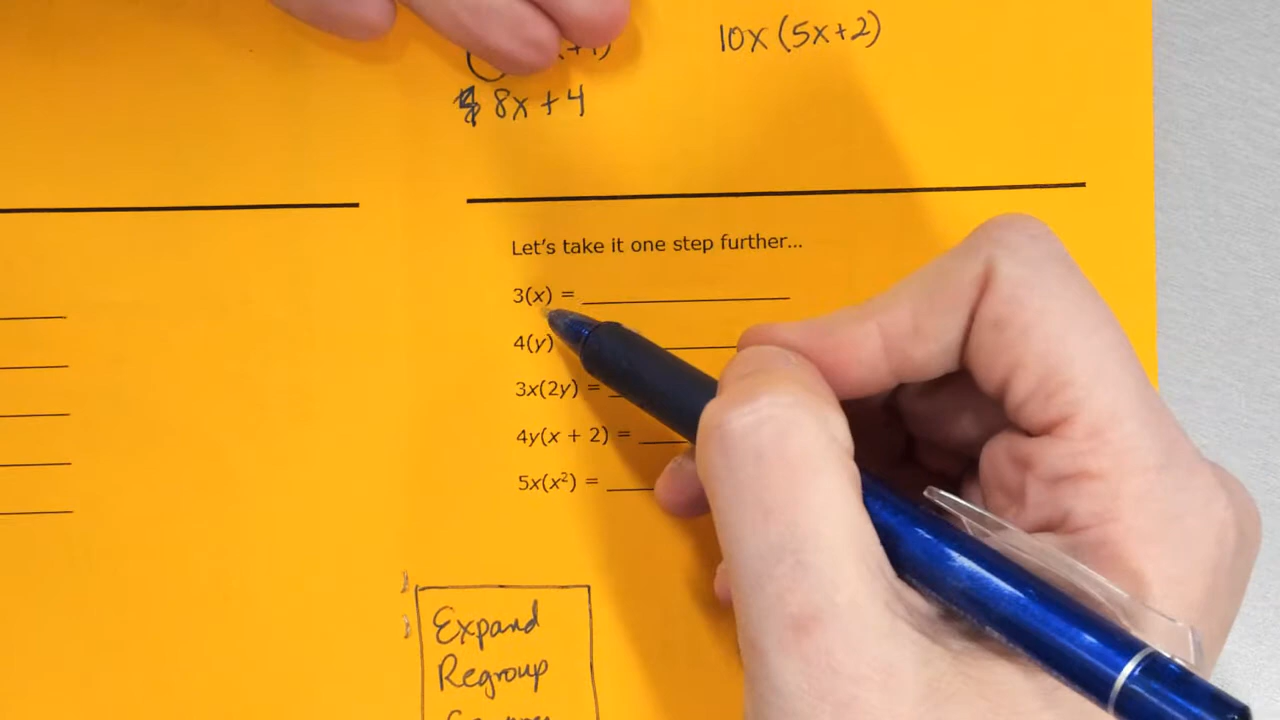 10x (5x+2)
8x + 4
Let's take it one step further...
3(x) =
4(y)
3x(2y) =
4y(x + 2) =
5x(x²) =
Expand
Regroup